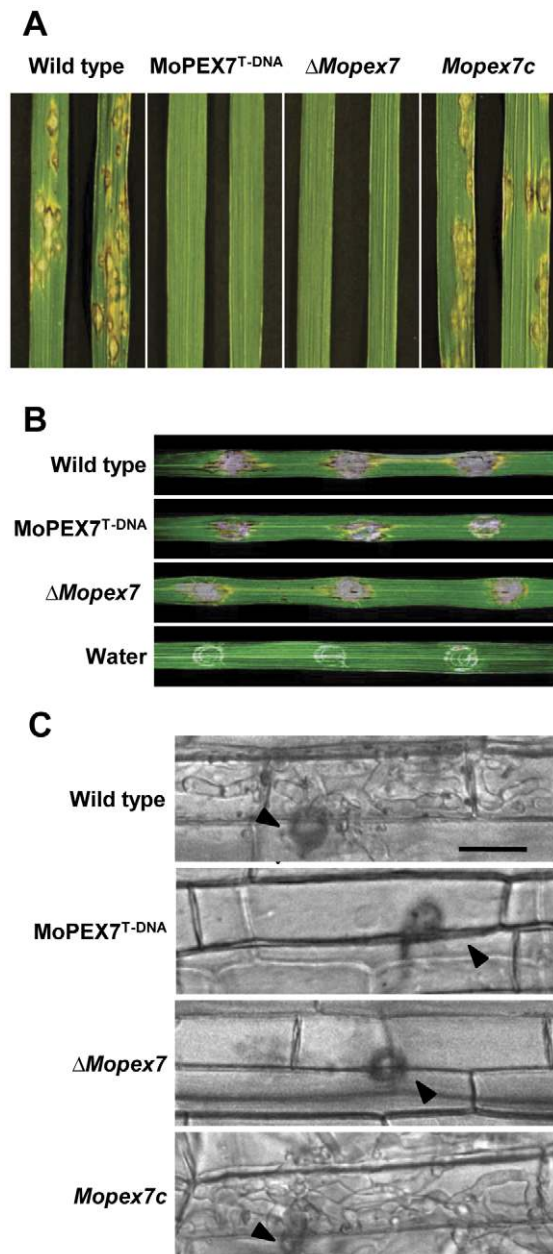 A
Wild type MoPEX7T-DNA ΔMopex7 Mopex7c
B
Wild type
MoPEX7T-DNA
ΔMopex7
Water
C
Wild type
MoPEX7T-DNA
ΔMopex7
Mopex7c